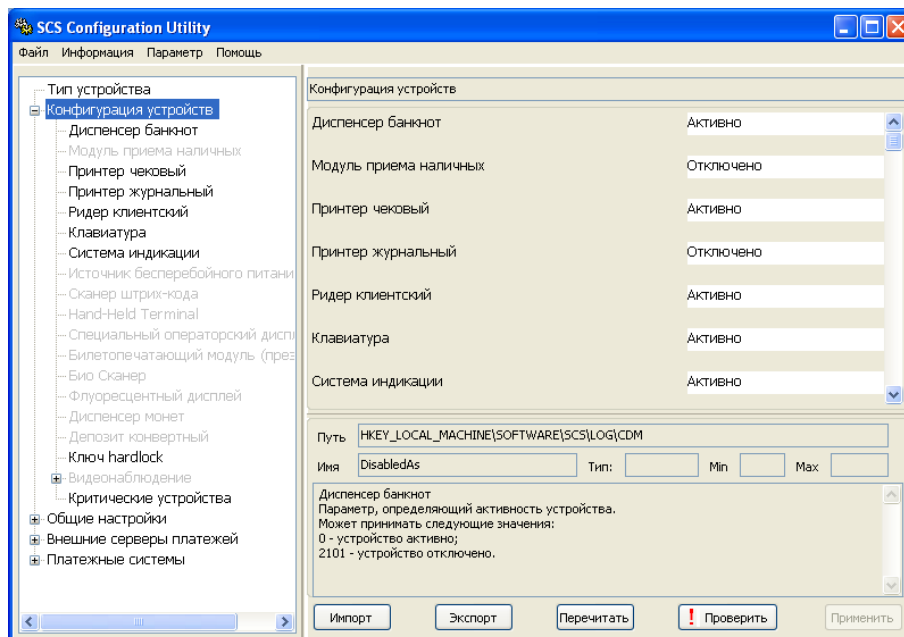 SCS Configuration Utility
Файл Информация Параметр Помощь
Тип устройства
Конфигурация устройств
Диспенсер банкнот
Модуль приема наличных
Принтер чековый
Принтер журнальный
Ридер клиентский
Клавиатура
Система индикации
Источник бесперебойного питани
Сканер штрих-кода
Hand-Held Terminal
Специальный операторский диспл
Билетопечатающий модуль (през
Био Сканер
Флуоресцентный дисплей
Диспенсер монет
Депозит конвертный
Ключ hardlock
Видеонаблюдение
Критические устройства
Общие настройки
Внешние серверы платежей
Платежные системы
Конфигурация устройств
Диспенсер банкнот Активно
Модуль приема наличных Отключено
Принтер чековый Активно
Принтер журнальный Отключено
Ридер клиентский Активно
Клавиатура Активно
Система индикации Активно
Путь HKEY_LOCAL_MACHINE\SOFTWARE\SCS\LOG\CDM
Имя DisabledAs Тип: Min Max
Диспенсер банкнот
Параметр, определяющий активность устройства.
Может принимать следующие значения:
0 - устройство активно;
2101 - устройство отключено.
Импорт Экспорт Перечитать ! Проверить Применить